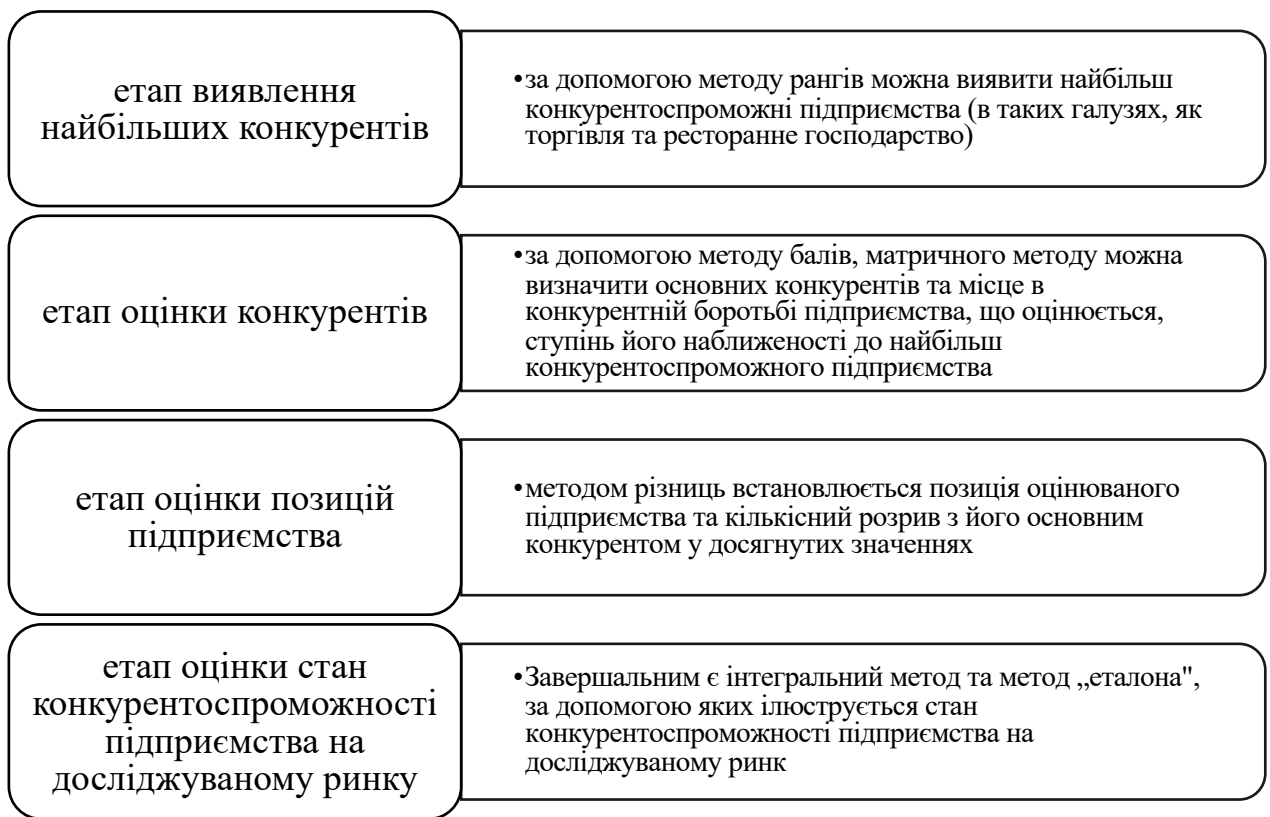 етап виявлення
найбільших конкурентів
•за допомогою методу рангів можна виявити найбільш
конкурентоспроможні підприємства (в таких галузях, як
торгівля та ресторанне господарство)
етап оцінки конкурентів
•за допомогою методу балів, матричного методу можна
визначити основних конкурентів та місце в
конкурентній боротьбі підприємства, що оцінюється,
ступінь його наближеності до найбільш
конкурентоспроможного підприємства
етап оцінки позицій
підприємства
•методом різниць встановлюється позиція оцінюваного
підприємства та кількісний розрив з його основним
конкурентом у досягнутих значеннях
етап оцінки стан
конкурентоспроможності
підприємства на
досліджуваному ринку
•Завершальним є інтегральний метод та метод „еталона",
за допомогою яких ілюструється стан
конкурентоспроможності підприємства на
досліджуваному ринк